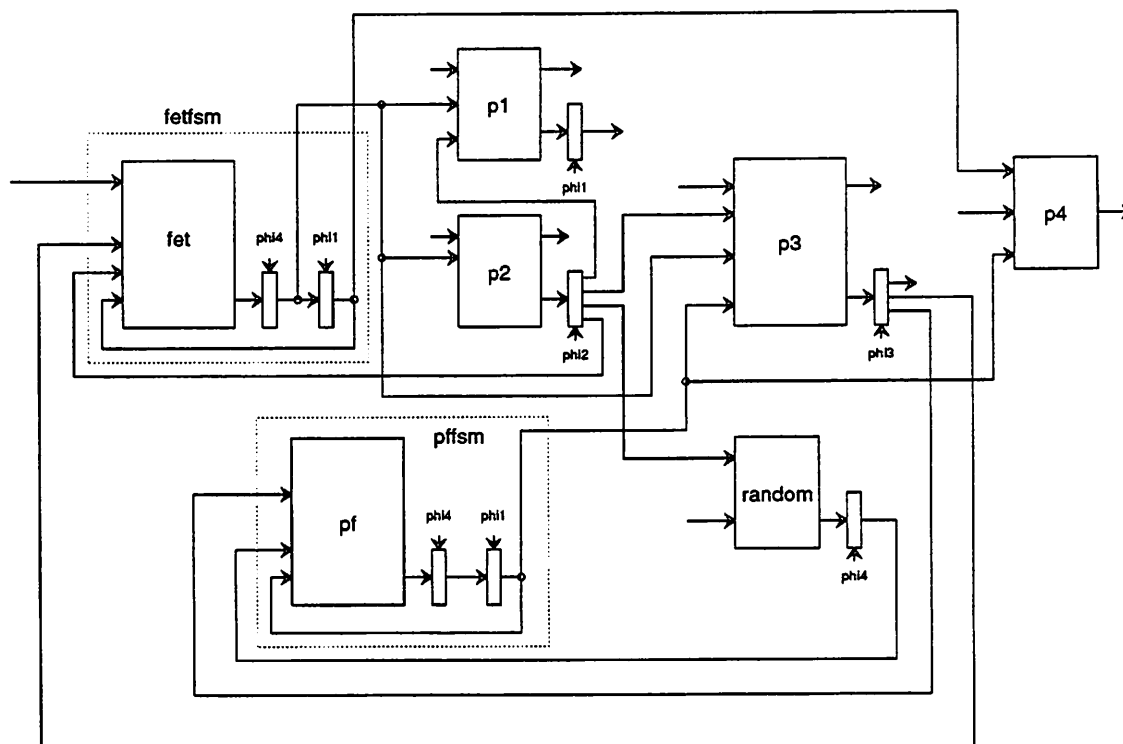 p1
fetfsm
phi1
p3
p4
fet
phi4
phi1
p2
phi2
phi3
pffsm
random
pf
phi4
phi1
phi4